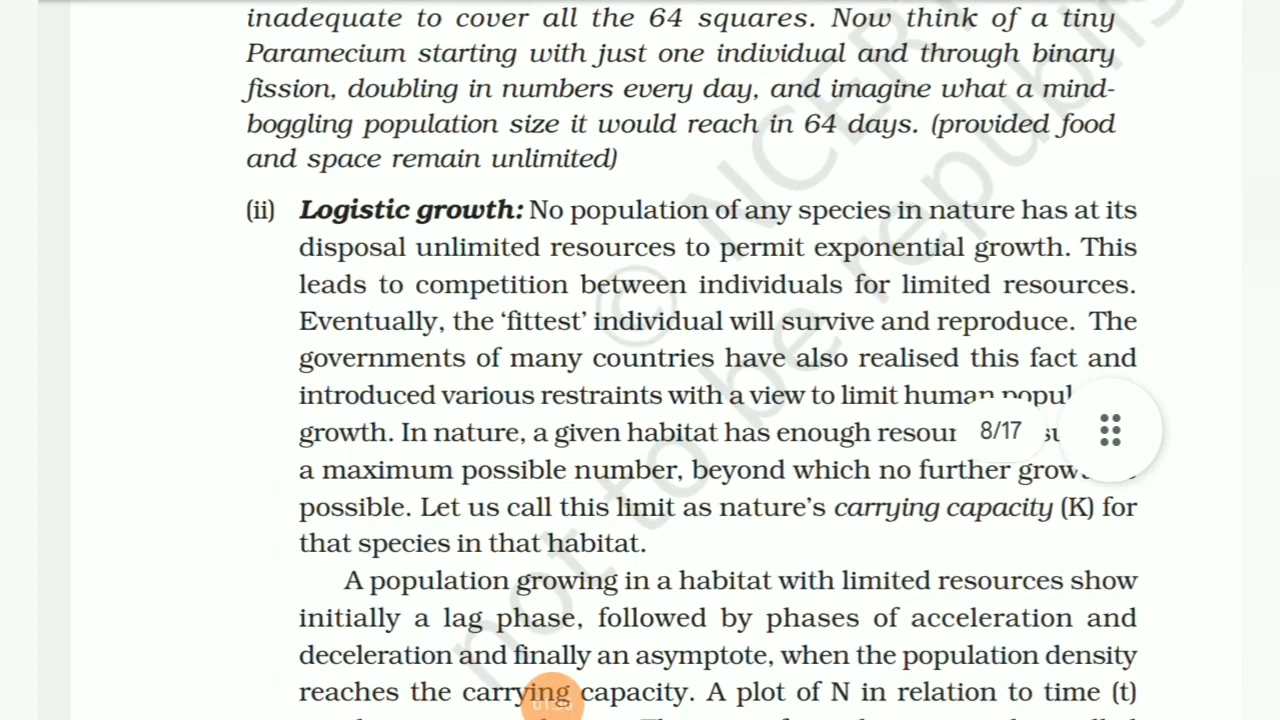 inadequate to cover all the 64 squares. Now think of a tiny
Paramecium starting with just one individual and through binary
fission, doubling in numbers every day, and imagine what a mind-
boggling population size it would reach in 64 days. (provided food
and space remain unlimited)
(ii) Logistic growth: No population of any species in nature has at its
disposal unlimited resources to permit exponential growth. This
leads to competition between individuals for limited resources.
Eventually, the ‘fittest’ individual will survive and reproduce. The
governments of many countries have also realised this fact and
introduced various restraints with a view to limit human
growth. In nature, a given habitat has enough
8/17
a maximum possible number, beyond which no further
possible. Let us call this limit as nature's carrying capacity (K) for
that species in that habitat.
A population growing in a habitat with limited resources show
initially a lag phase, followed by phases of acceleration and
deceleration and finally an asymptote, when the population density
reaches the carrying capacity. A plot of N in relation to time (t)
© NCERT
not to be